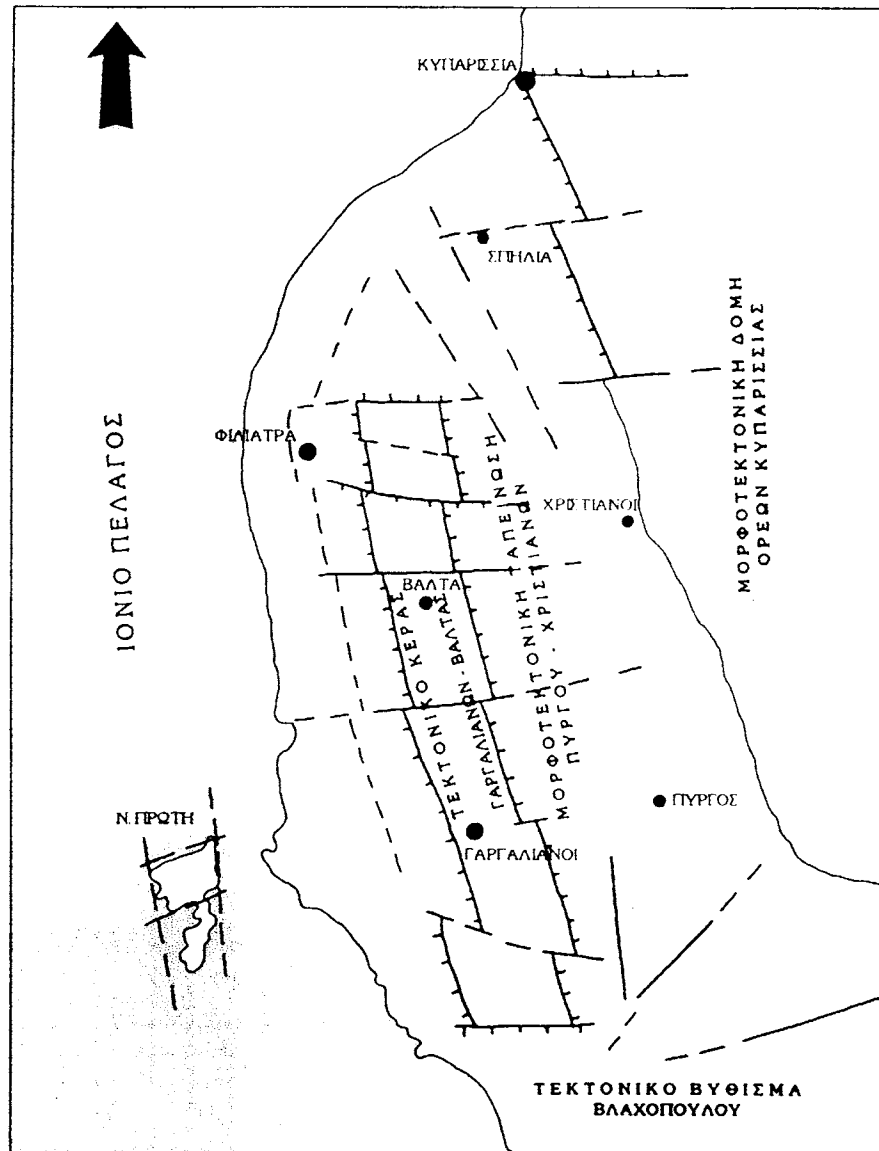 ΚΥΠΑΡΙΣΣΙΑ
ΣΠΗΛΙΑ
ΜΟΡΦΟΤΕΚΤΟΝΙΚΗ ΔΟΜΗ
ΟΡΕΩΝ ΚΥΠΑΡΙΣΣΙΑΣ
ΙΟΝΙΟ ΠΕΛΑΓΟΣ
ΦΙΛΙΑΤΡΑ
ΧΡΙΣΤΙΑΝΟΙ
ΒΑΛΤΑ
ΤΕΚΤΟΝΙΚΟ ΚΕΡΑΣ
ΓΑΡΓΑΛΙΑΝΩΝ - ΒΑΛΤΑΣ
ΜΟΡΦΟΤΕΚΤΟΝΙΚΗ ΤΑΠΕΙΝΩΣΗ
ΠΥΡΓΟΥ - ΧΡΙΣΤΙΑΝΩΝ
Ν. ΠΡΩΤΗ
ΠΥΡΓΟΣ
ΓΑΡΓΑΛΙΑΝΟΙ
ΤΕΚΤΟΝΙΚΟ ΒΥΘΙΣΜΑ
ΒΛΑΧΟΠΟΥΛΟΥ